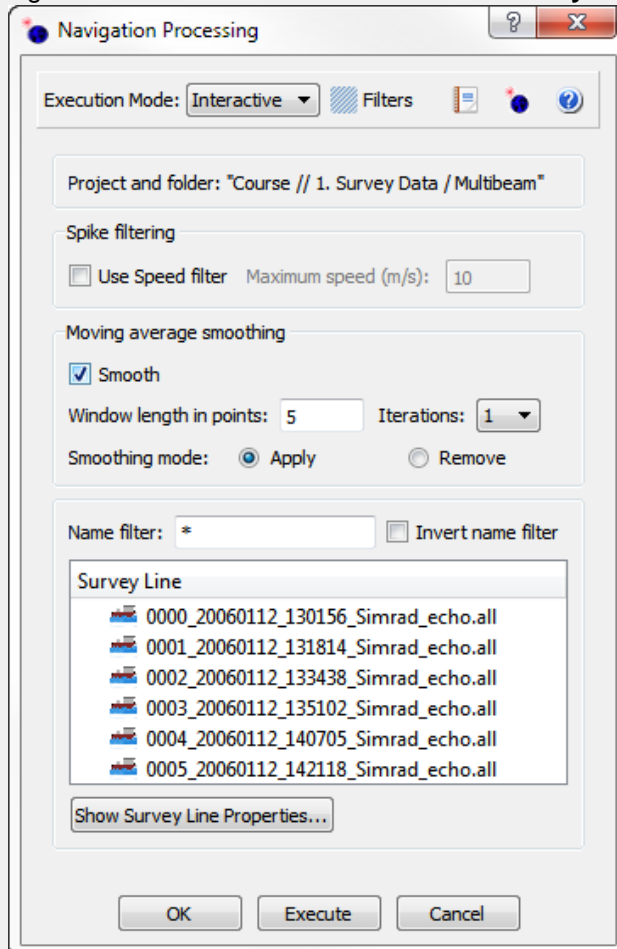 Navigation Processing
Execution Mode: Interactive Filters
Project and folder: "Course // 1. Survey Data / Multibeam"
Spike filtering
Use Speed filter Maximum speed (m/s): 10
Moving average smoothing
Smooth
Window length in points: 5 Iterations: 1
Smoothing mode: Apply Remove
Name filter: * Invert name filter
Survey Line
0000_20060112_130156_Simrad_echo.all
0001_20060112_131814_Simrad_echo.all
0002_20060112_133438_Simrad_echo.all
0003_20060112_135102_Simrad_echo.all
0004_20060112_140705_Simrad_echo.all
0005_20060112_142118_Simrad_echo.all
Show Survey Line Properties...
OK Execute Cancel